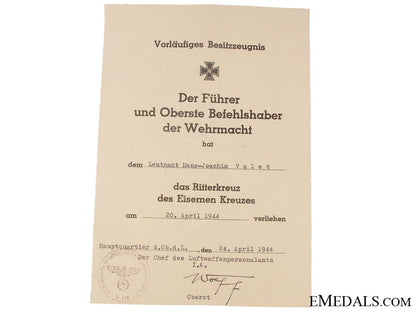 Vorläufiges Besitzzeugnis
Der Führer
und Oberste Befehlshaber
der Wehrmacht
hat
dem Leutnant Hans-Joachim Valet
das Ritterkreuz
des Eisernen Kreuzes
am 20. April 1944 verliehen
Hauptquartier d.Ob.d.L., den 24. April 1944
Der Chef des Luftwaffenpersonalamts
I.A.
Oberst
EMEDALS.com